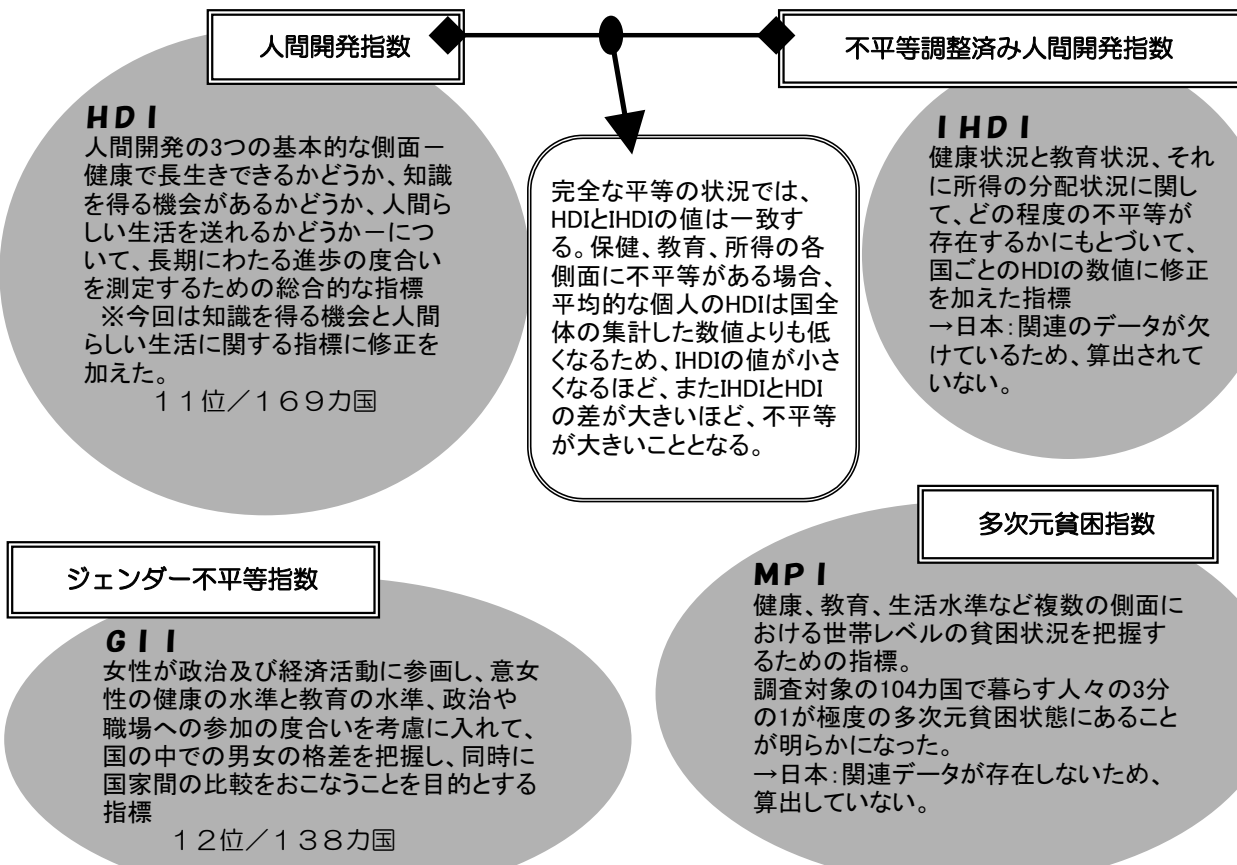 人間開発指数
HDI
人間開発の3つの基本的な側面－
健康で長生きできるかどうか、知識
を得る機会があるかどうか、人間ら
しい生活を送れるかどうか－につ
いて、長期にわたる進歩の度合い
を測定するための総合的な指標
※今回は知識を得る機会と人間
らしい生活に関する指標に修正を
加えた。
１１位／１６９カ国
不平等調整済み人間開発指数
IHDI
健康状況と教育状況、それ
に所得の分配状況に関し
て、どの程度の不平等が
存在するかにもとづいて、
国ごとのHDIの数値に修正
を加えた指標
→日本：関連のデータが欠
けているため、算出されて
いない。
完全な平等の状況では、
HDIとIHDIの値は一致す
る。保健、教育、所得の各
側面に不平等がある場合、
平均的な個人のHDIは国全
体の集計した数値よりも低
くなるため、IHDIの値が小さ
くなるほど、またIHDIとHDI
の差が大きいほど、不平等
が大きいこととなる。
ジェンダー不平等指数
GII
女性が政治及び経済活動に参画し、意女
性の健康の水準と教育の水準、政治や
職場への参加の度合いを考慮に入れて、
国の中での男女の格差を把握し、同時に
国家間の比較をおこなうことを目的とする
指標
１２位／１３８カ国
多次元貧困指数
MPI
健康、教育、生活水準など複数の側面に
おける世帯レベルの貧困状況を把握す
るための指標。
調査対象の104カ国で暮らす人々の3分
の1が極度の多次元貧困状態にあること
が明らかになった。
→日本：関連データが存在しないため、
算出していない。